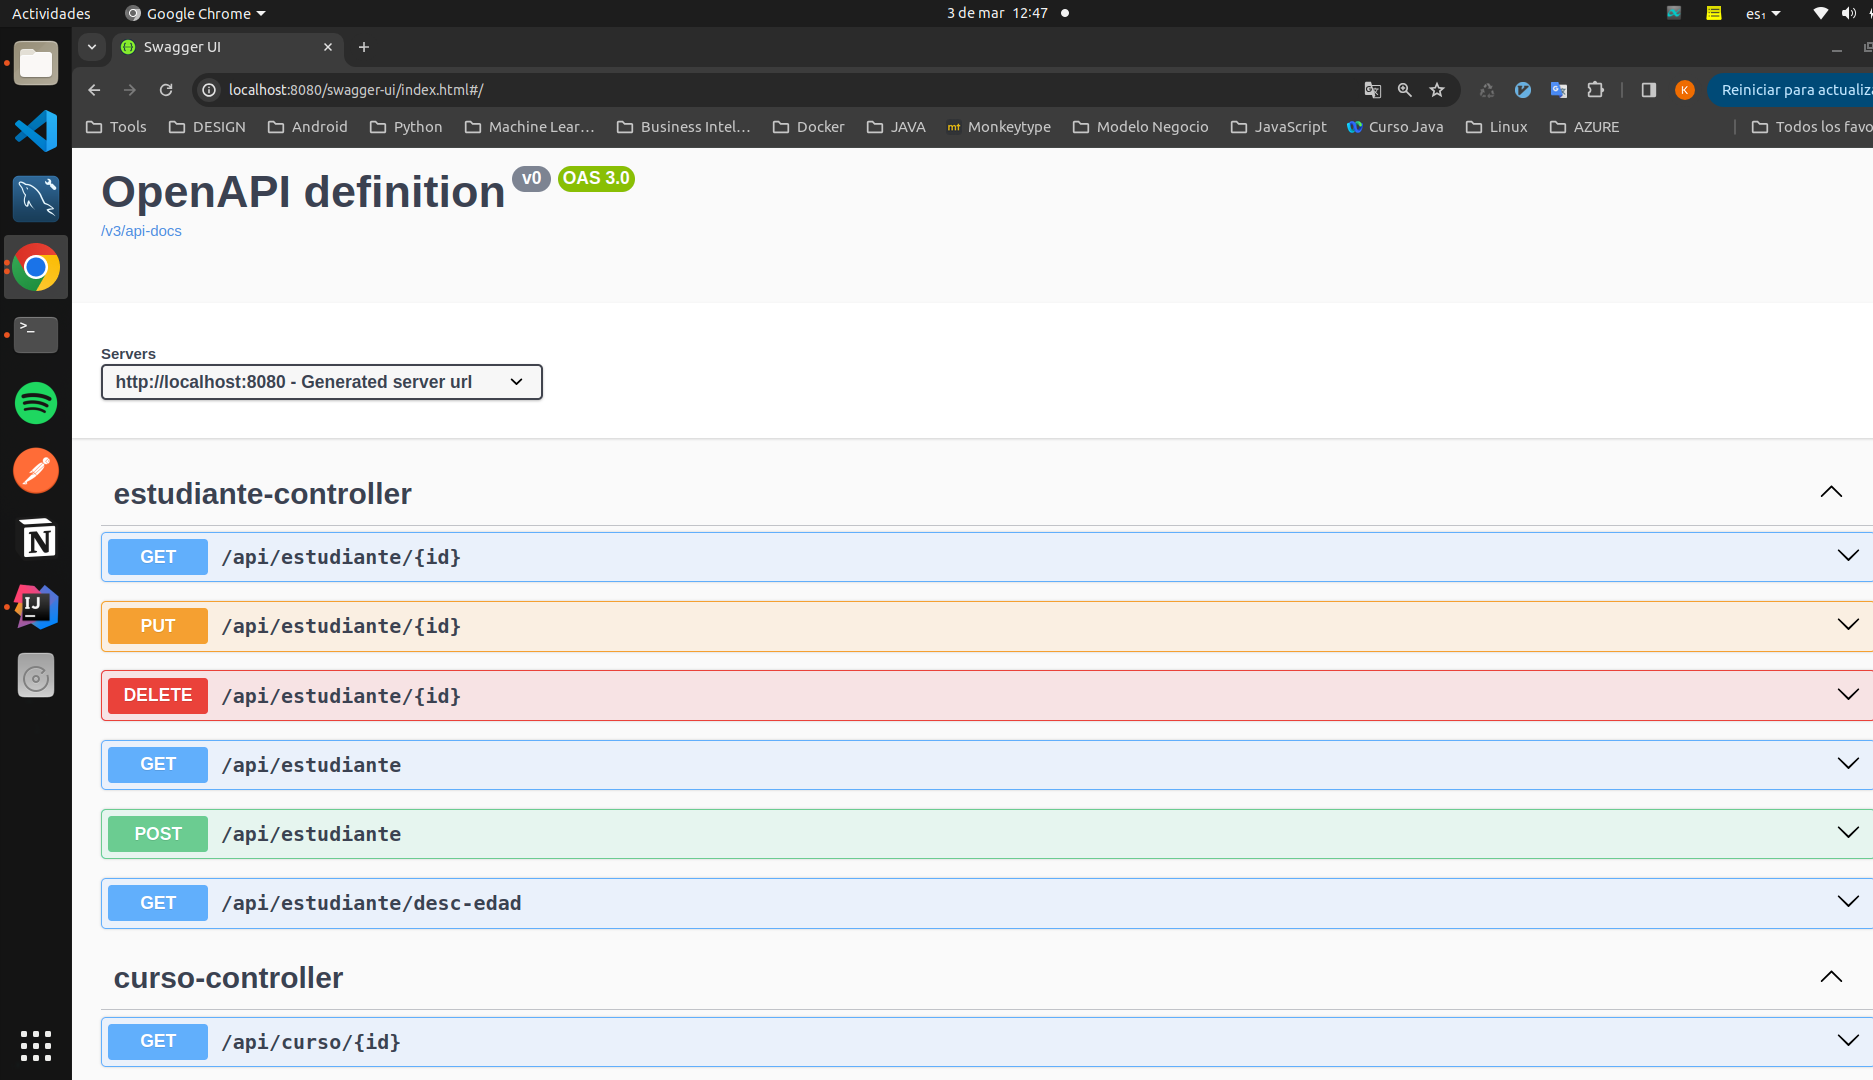 Actividades Google Chrome 3 de mar 12:47 es₁
Swagger UI
localhost:8080/swagger-ui/index.html#/ K Reiniciar para actualiza
Tools DESIGN Android Python Machine Lear... Business Intel... Docker JAVA mt Monkeytype Modelo Negocio JavaScript Curso Java Linux AZURE Todos los favo
OpenAPI definition v0 OAS 3.0
/v3/api-docs
Servers
http://localhost:8080 - Generated server url
estudiante-controller
GET /api/estudiante/{id}
PUT /api/estudiante/{id}
DELETE /api/estudiante/{id}
GET /api/estudiante
POST /api/estudiante
GET /api/estudiante/desc-edad
curso-controller
GET /api/curso/{id}
>_
N
IJ